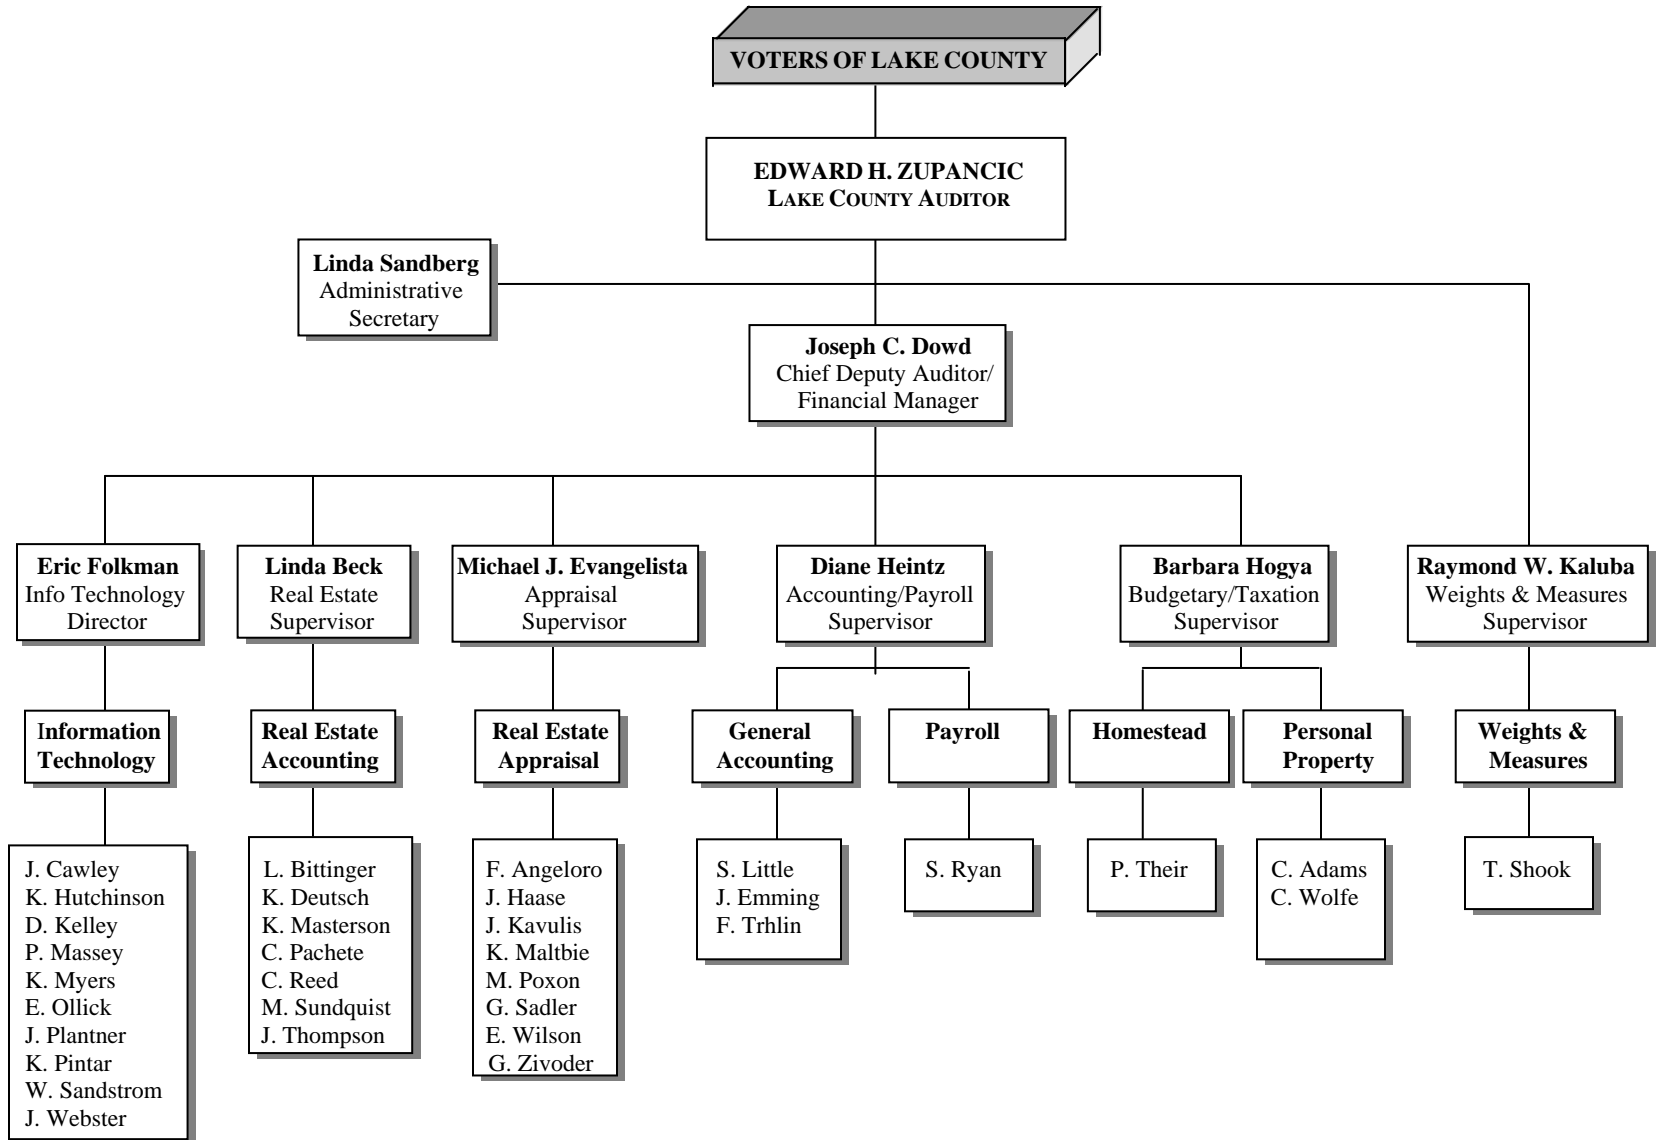 VOTERS OF LAKE COUNTY
EDWARD H. ZUPANCIC
LAKE COUNTY AUDITOR
Linda Sandberg
Administrative
Secretary
Joseph C. Dowd
Chief Deputy Auditor/
Financial Manager
Eric Folkman
Info Technology
Director
Linda Beck
Real Estate
Supervisor
Michael J. Evangelista
Appraisal
Supervisor
Diane Heintz
Accounting/Payroll
Supervisor
Barbara Hogya
Budgetary/Taxation
Supervisor
Raymond W. Kaluba
Weights & Measures
Supervisor
Information
Technology
Real Estate
Accounting
Real Estate
Appraisal
General
Accounting
Payroll
Homestead
Personal
Property
Weights &
Measures
J. Cawley
K. Hutchinson
D. Kelley
P. Massey
K. Myers
E. Ollick
J. Plantner
K. Pintar
W. Sandstrom
J. Webster
L. Bittinger
K. Deutsch
K. Masterson
C. Pachete
C. Reed
M. Sundquist
J. Thompson
F. Angeloro
J. Haase
J. Kavulis
K. Maltbie
M. Poxon
G. Sadler
E. Wilson
G. Zivoder
S. Little
J. Emming
F. Trhlin
S. Ryan
P. Their
C. Adams
C. Wolfe
T. Shook